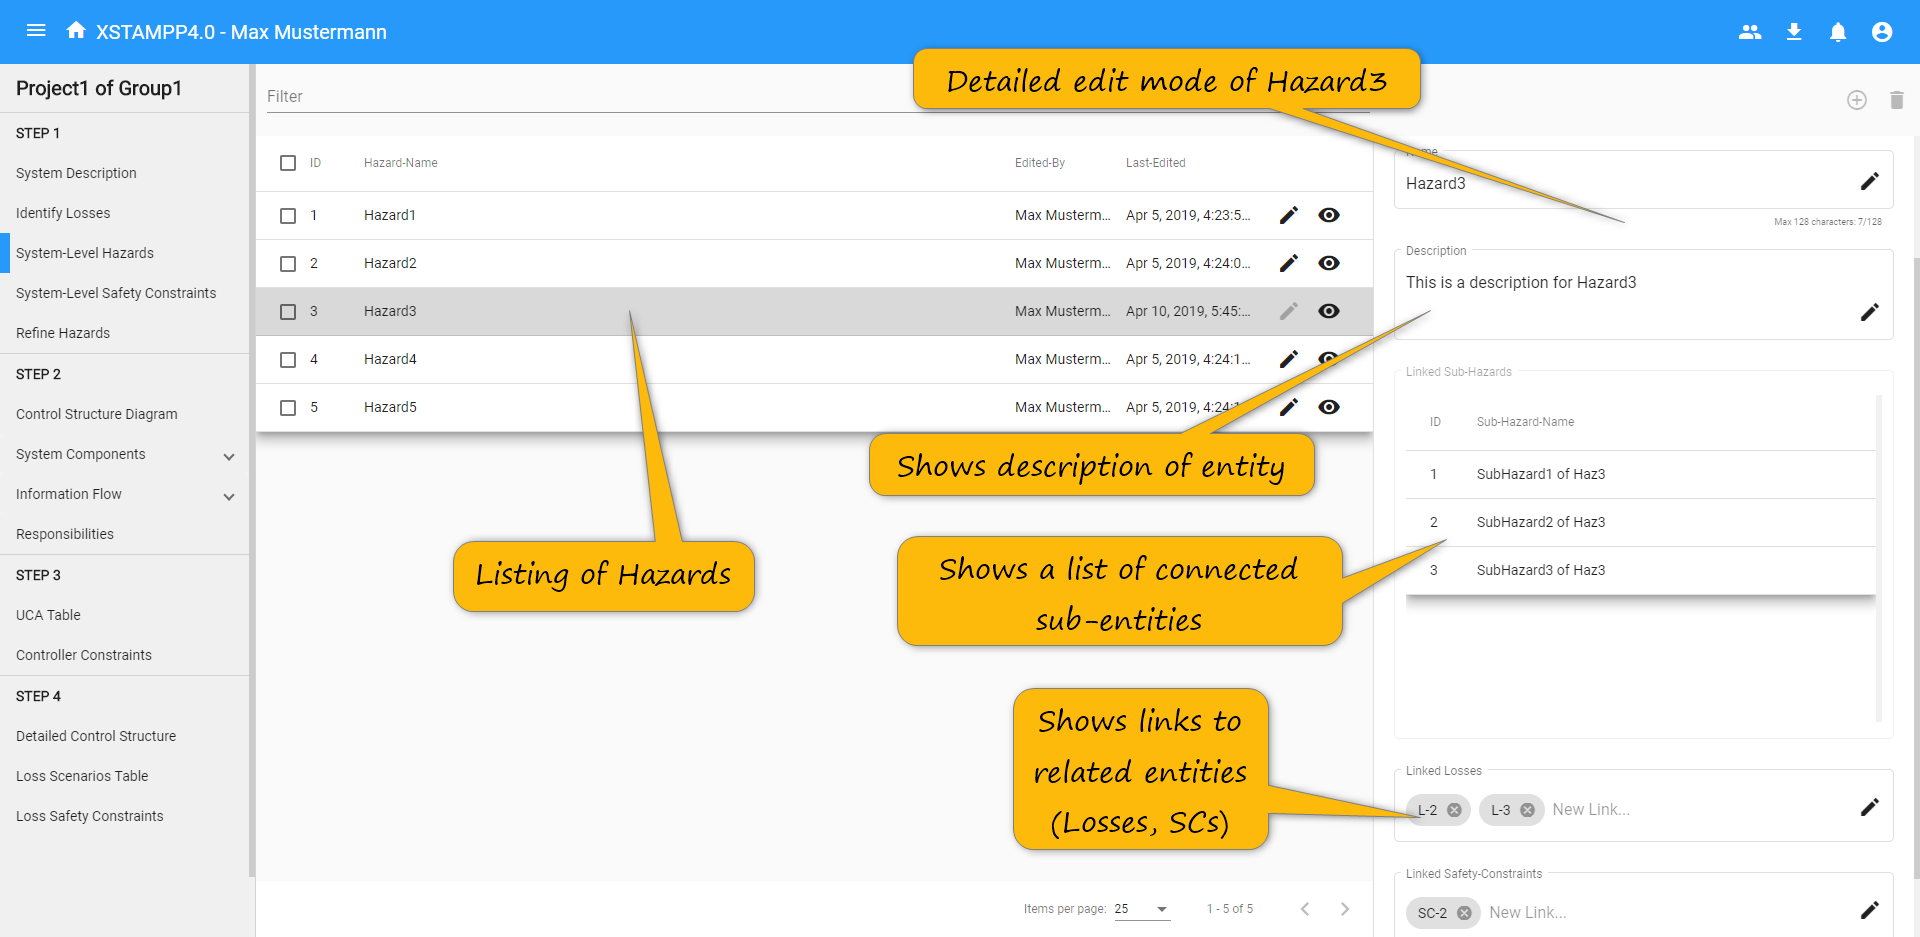 XSTAMPP4.0 - Max Mustermann
Project1 of Group1
STEP 1
System Description
Identify Losses
System-Level Hazards
System-Level Safety Constraints
Refine Hazards
STEP 2
Control Structure Diagram
System Components
Information Flow
Responsibilities
STEP 3
UCA Table
Controller Constraints
STEP 4
Detailed Control Structure
Loss Scenarios Table
Loss Safety Constraints
Filter
Detailed edit mode of Hazard3
ID Hazard-Name Edited-By Last-Edited
1 Hazard1 Max Musterm... Apr 5, 2019, 4:23:5...
2 Hazard2 Max Musterm... Apr 5, 2019, 4:24:0...
3 Hazard3 Max Musterm... Apr 10, 2019, 5:45:...
4 Hazard4 Max Musterm... Apr 5, 2019, 4:24:1...
5 Hazard5 Max Musterm... Apr 5, 2019, 4:24:1...
Listing of Hazards
Shows description of entity
Shows a list of connected
sub-entities
Shows links to
related entities
(Losses, SCs)
Items per page: 25 1 - 5 of 5
Name
Hazard3
Max 128 characters: 7/128
Description
This is a description for Hazard3
Linked Sub-Hazards
ID Sub-Hazard-Name
1 SubHazard1 of Haz3
2 SubHazard2 of Haz3
3 SubHazard3 of Haz3
Linked Losses
L-2 L-3 New Link...
Linked Safety-Constraints
SC-2 New Link...